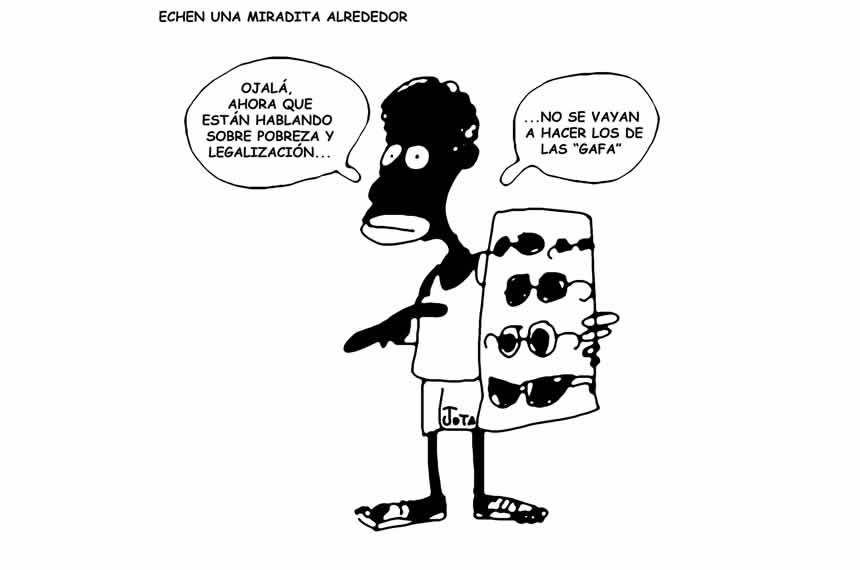 ECHEN UNA MIRADITA ALREDEDOR
OJALÁ,
AHORA QUE
ESTÁN HABLANDO
SOBRE POBREZA Y
LEGALIZACIÓN...
...NO SE VAYAN
A HACER LOS DE
LAS “GAFA”
JOTA